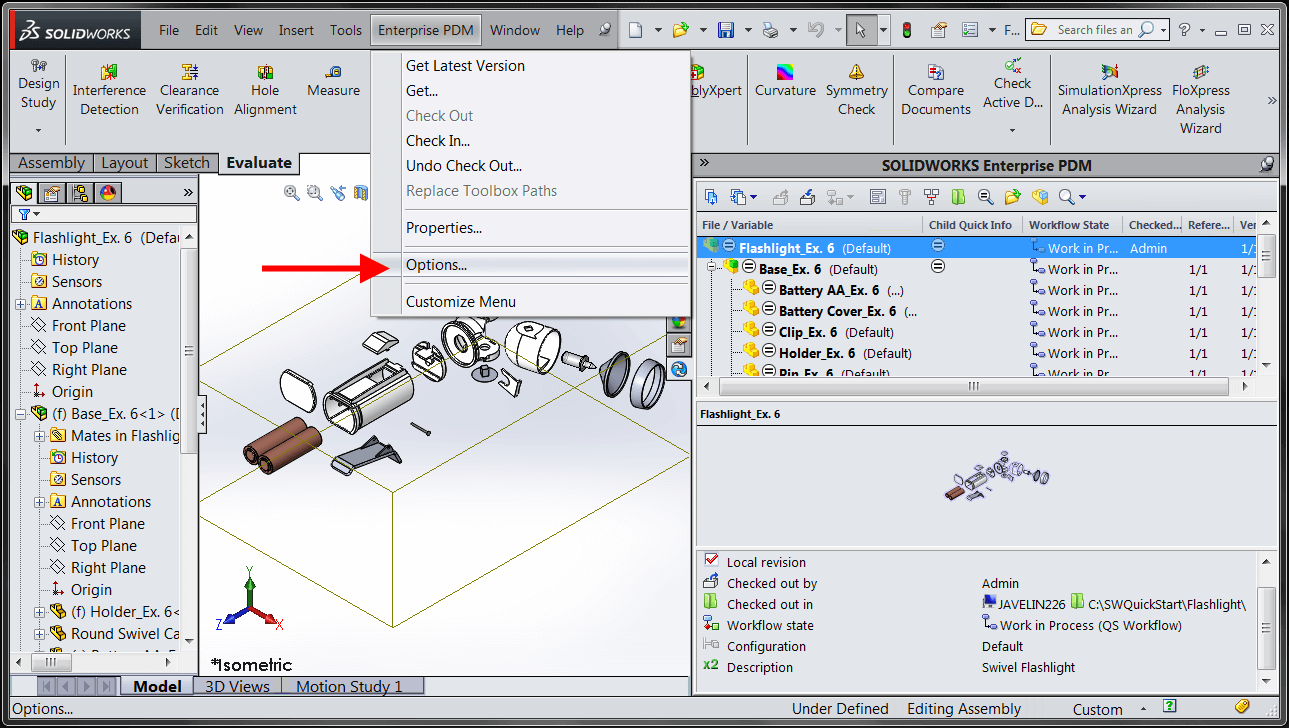 SOLIDWORKS File Edit View Insert Tools Enterprise PDM Window Help F... Search files an
Design Study
Interference Detection
Clearance Verification
Hole Alignment
Measure
blyXpert
Curvature
Symmetry Check
Compare Documents
Check Active D...
SimulationXpress Analysis Wizard
FloXpress Analysis Wizard
Get Latest Version
Get...
Check Out
Check In...
Undo Check Out...
Replace Toolbox Paths
Properties...
Options...
Customize Menu
Assembly Layout Sketch Evaluate
Flashlight_Ex. 6 (Defau
History
Sensors
Annotations
Front Plane
Top Plane
Right Plane
Origin
(f) Base_Ex. 6<1> (D
Mates in Flashlig
History
Sensors
Annotations
Front Plane
Top Plane
Right Plane
Origin
(f) Holder_Ex. 6<
Round Swivel Ca
Y
Z
X
*Isometric
Model 3D Views Motion Study 1
SOLIDWORKS Enterprise PDM
File / Variable Child Quick Info Workflow State Checked... Refere... Ver
Flashlight_Ex. 6 (Default) Work in Pr... Admin 1/1
Base_Ex. 6 (Default) Work in Pr... 1/1 1/1
Battery AA_Ex. 6 (...) Work in Pr... 1/1 1/1
Battery Cover_Ex. 6 (... Work in Pr... 1/1 1/1
Clip_Ex. 6 (Default) Work in Pr... 1/1 1/1
Holder_Ex. 6 (Default) Work in Pr... 1/1 1/1
Pin_Ex. 6 (Default) Work in Pr... 1/1 1/1
Flashlight_Ex. 6
Local revision
Checked out by Admin
Checked out in JAVELIN226 C:\SWQuickStart\Flashlight\
Workflow state Work in Process (QS Workflow)
Configuration Default
x2 Description Swivel Flashlight
Options... Under Defined Editing Assembly Custom